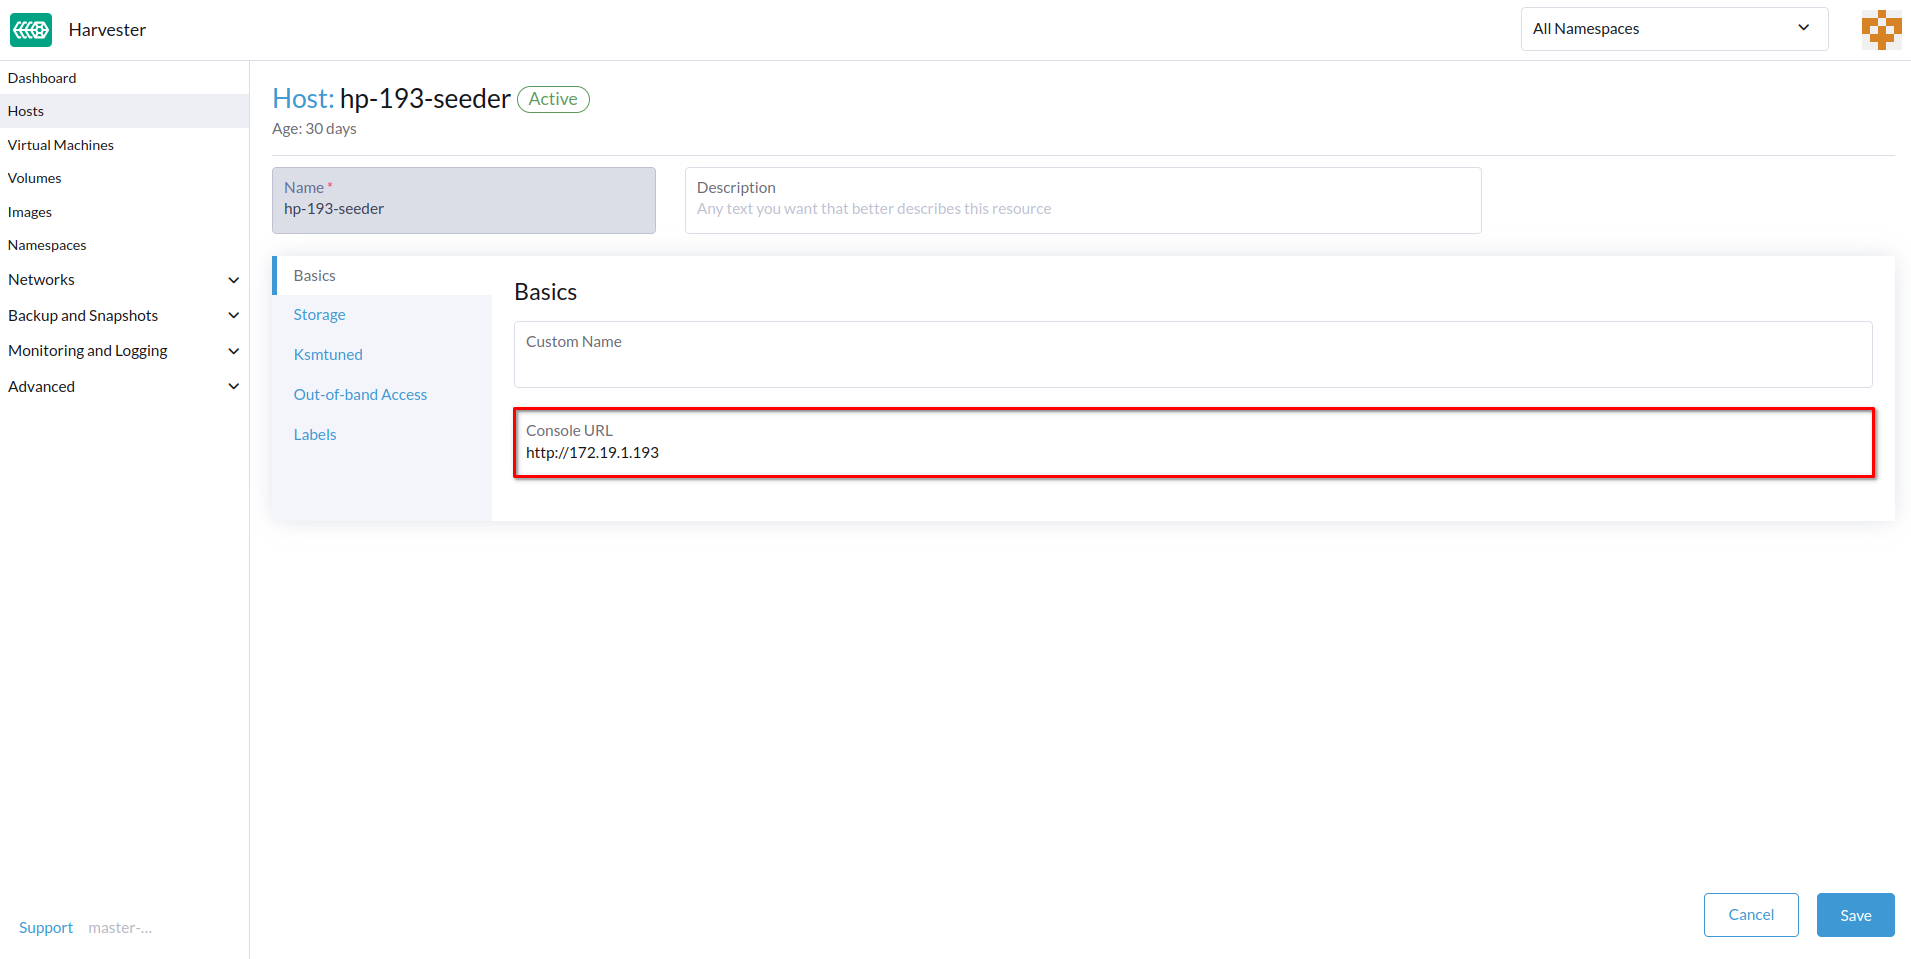 Harvester
All Namespaces
Dashboard
Hosts
Virtual Machines
Volumes
Images
Namespaces
Networks
Backup and Snapshots
Monitoring and Logging
Advanced
Support master-...
Host: hp-193-seeder Active
Age: 30 days
Name *
hp-193-seeder
Description
Any text you want that better describes this resource
Basics
Storage
Ksmtuned
Out-of-band Access
Labels
Basics
Custom Name
Console URL
http://172.19.1.193
Cancel
Save